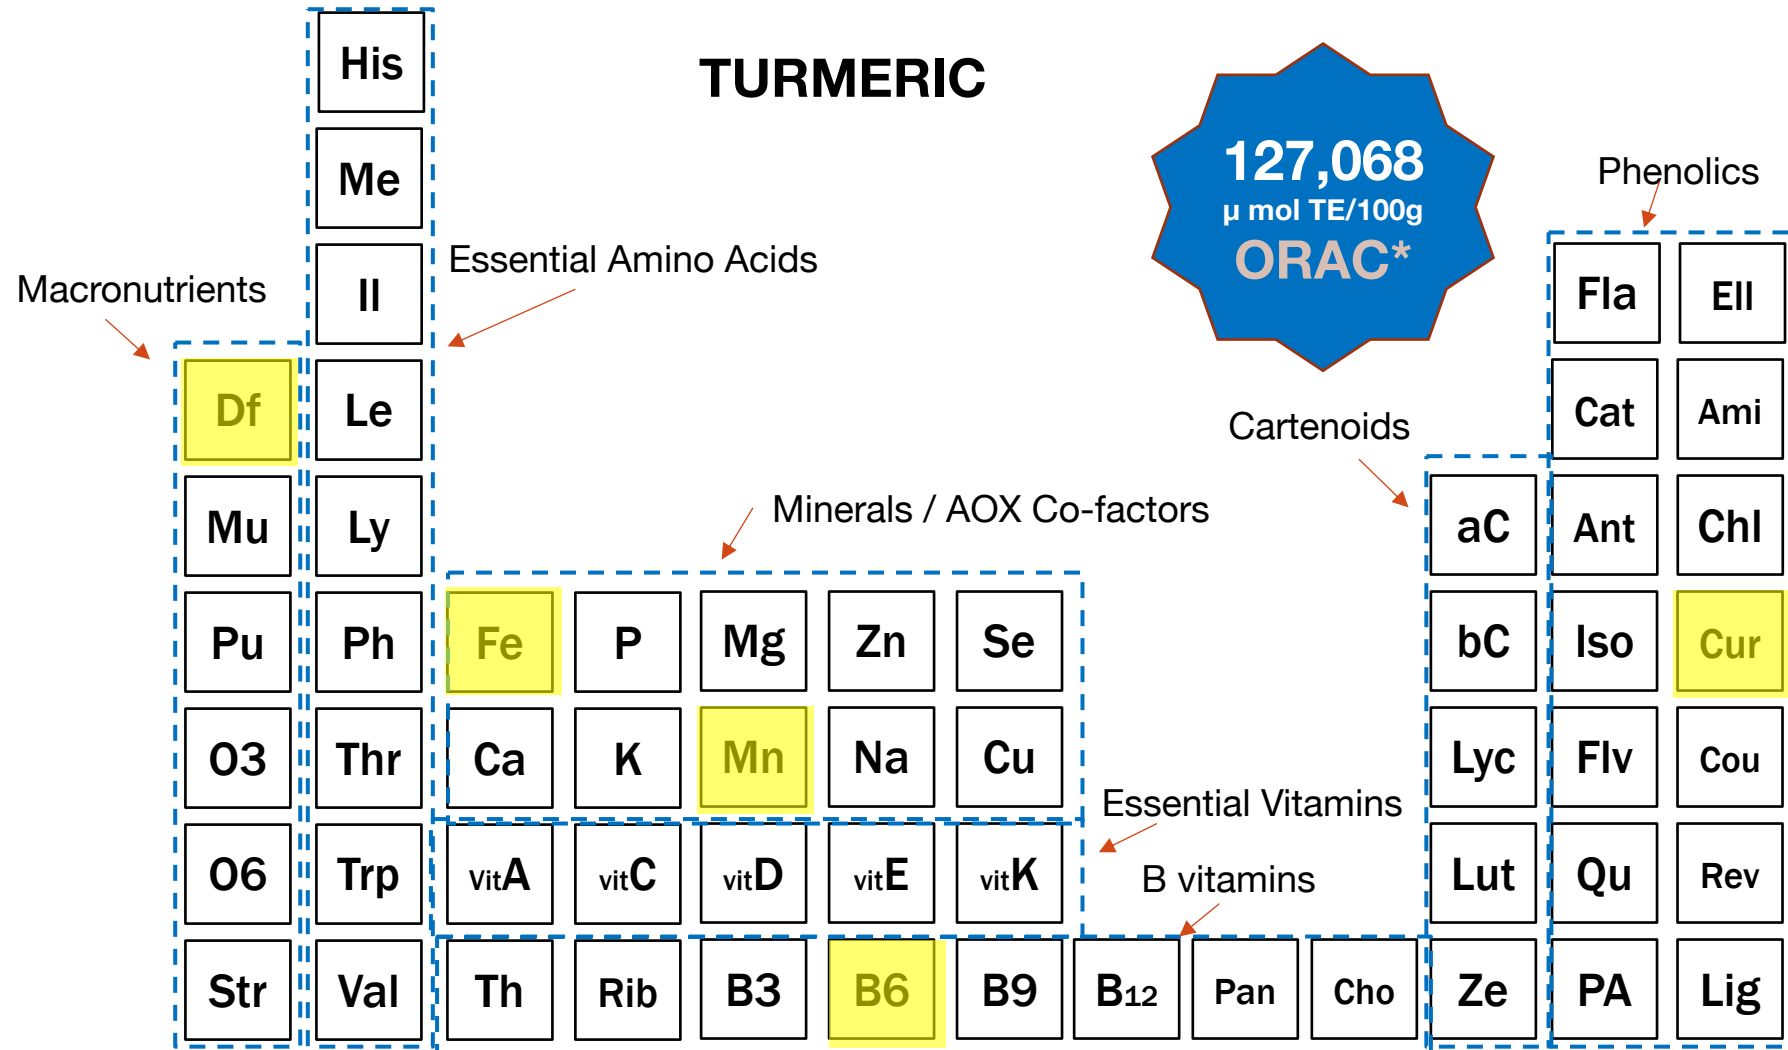 His
TURMERIC
127,068
µ mol TE/100g
ORAC*
Phenolics
Me
Essential Amino Acids
Macronutrients
Il
Fla Ell
Df Le
Cartenoids
Cat Ami
Mu Ly
Minerals / AOX Co-factors
aC Ant Chl
Pu Ph Fe P Mg Zn Se bC Iso Cur
O3 Thr Ca K Mn Na Cu Lyc Flv Cou
Essential Vitamins
O6 Trp VitA vitC vitD vitE vitK
B vitamins
Lut Qu Rev
Str Val Th Rib B3 B6 B9 B12 Pan Cho Ze PA Lig